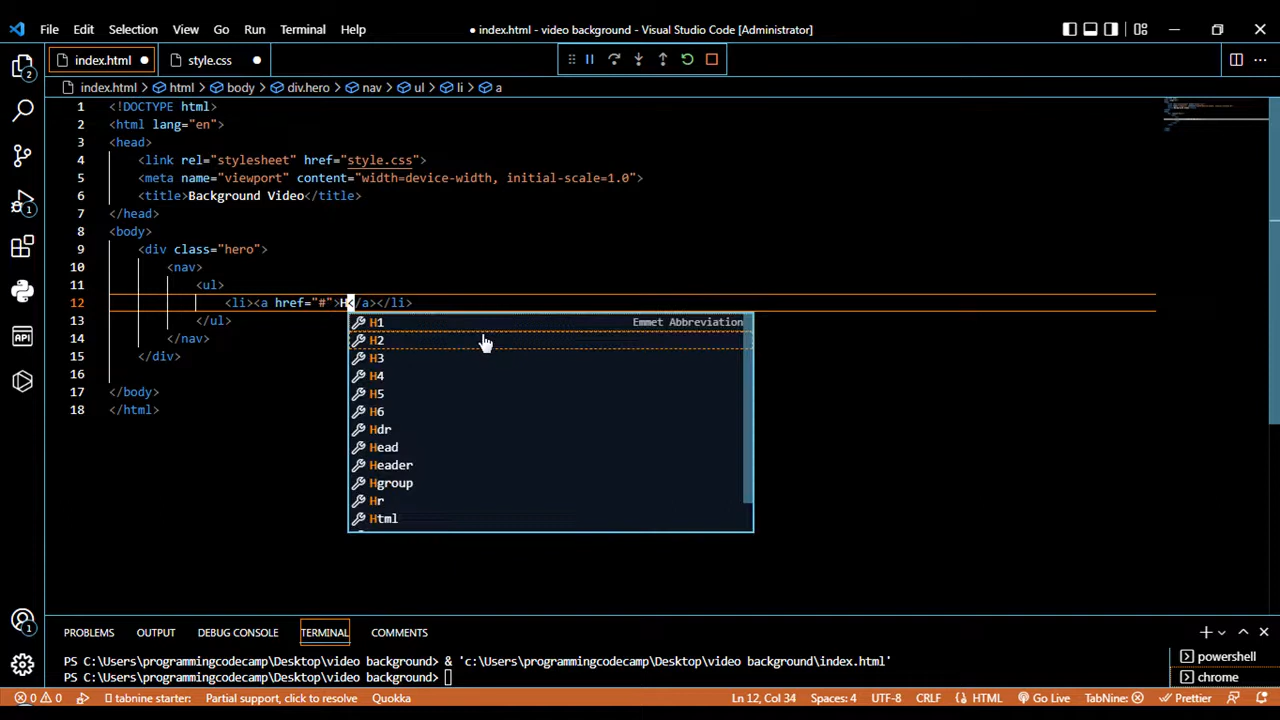 File Edit Selection View Go Run Terminal Help
● index.html - video background - Visual Studio Code [Administrator]
index.html ● style.css ●
index.html > html > body > div.hero > nav > ul > li > a
1 <!DOCTYPE html>
2 <html lang="en">
3 <head>
4 <link rel="stylesheet" href="style.css">
5 <meta name="viewport" content="width=device-width, initial-scale=1.0">
6 <title>Background Video</title>
7 </head>
8 <body>
9 <div class="hero">
10 <nav>
11 <ul>
12 <li><a href="#">H</a></li>
13 </ul>
14 </nav>
15 </div>
16
17 </body>
18 </html>
H1 Emmet Abbreviation
H2
H3
H4
H5
H6
Hdr
Head
Header
Hgroup
Hr
Html
2
1
API
1
PROBLEMS OUTPUT DEBUG CONSOLE TERMINAL COMMENTS
PS C:\Users\programmingcodecamp\Desktop\video background> & 'c:\Users\programmingcodecamp\Desktop\video background\index.html'
PS C:\Users\programmingcodecamp\Desktop\video background>
powershell
chrome
0 0 tabnine starter: Partial support, click to resolve Quokka Ln 12, Col 34 Spaces: 4 UTF-8 CRLF HTML Go Live TabNine: Prettier